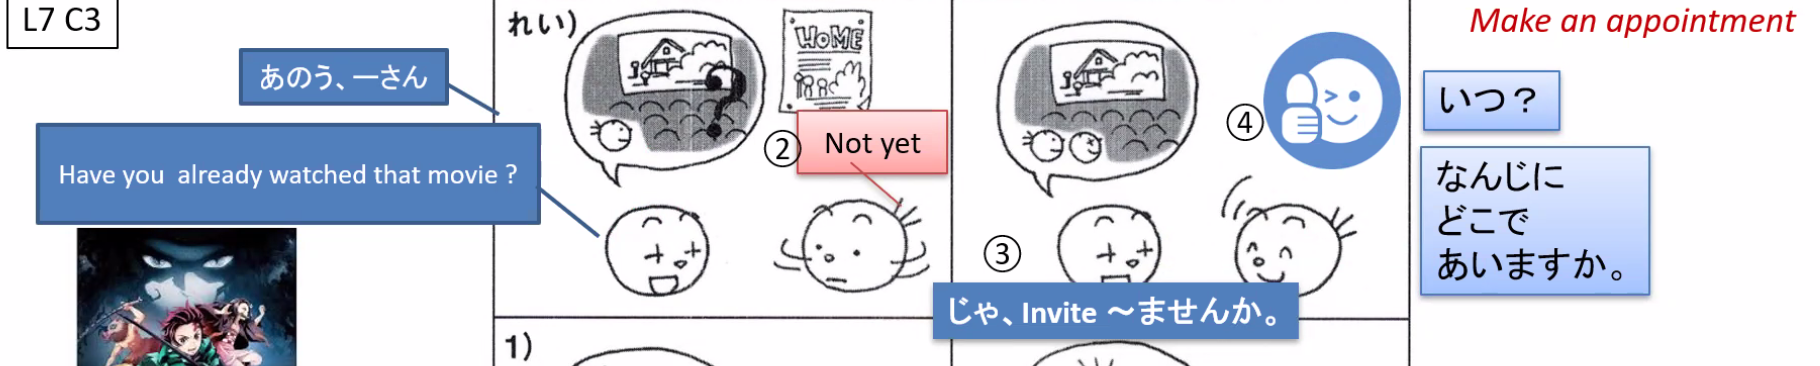 L7 C3
あのう、ーさん
Have you already watched that movie ?
れい)
HOME
② Not yet
③
じゃ、Invite ～ませんか。
④
Make an appointment
いつ？
なんじに
どこで
あいますか。
1)